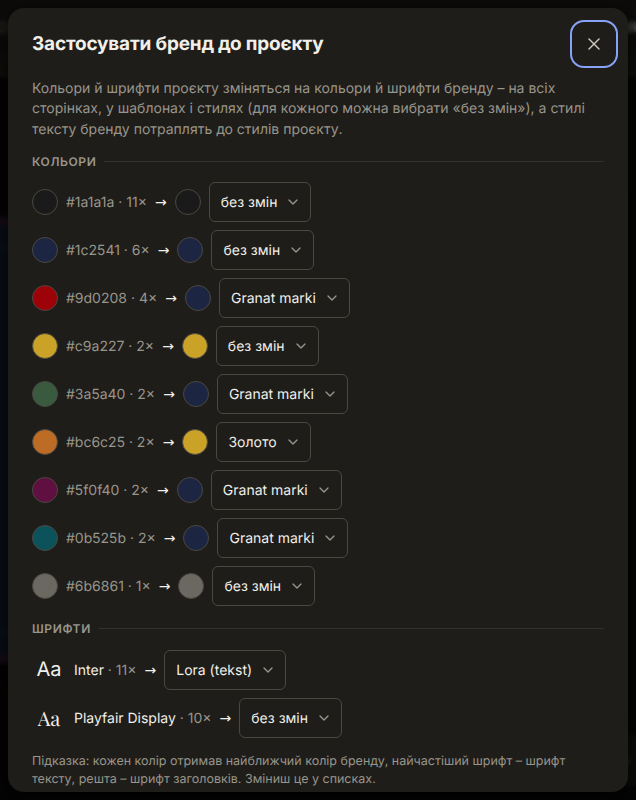 Застосувати бренд до проєкту
Кольори й шрифти проєкту зміняться на кольори й шрифти бренду – на всіх
сторінках, у шаблонах і стилях (для кожного можна вибрати «без змін»), а стилі
тексту бренду потраплять до стилів проєкту.
КОЛЬОРИ
#1a1a1a · 11× → без змін
#1c2541 · 6× → без змін
#9d0208 · 4× → Granat marki
#c9a227 · 2× → без змін
#3a5a40 · 2× → Granat marki
#bc6c25 · 2× → Золото
#5f0f40 · 2× → Granat marki
#0b525b · 2× → Granat marki
#6b6861 · 1× → без змін
ШРИФТИ
Aa Inter · 11× → Lora (tekst)
Aa Playfair Display · 10× → без змін
Підказка: кожен колір отримав найближчий колір бренду, найчастіший шрифт – шрифт
тексту, решта – шрифт заголовків. Зміниш це у списках.